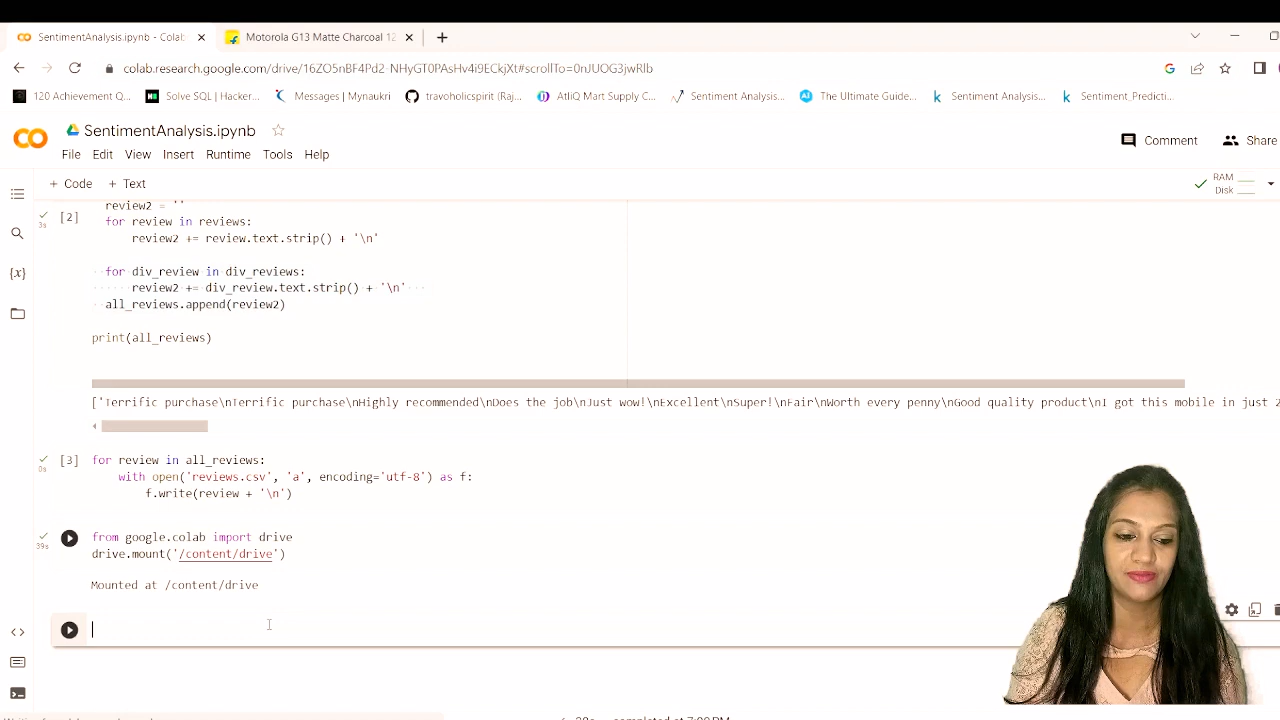 SentimentAnalysis.ipynb - Colab
Motorola G13 Matte Charcoal 12
colab.research.google.com/drive/16ZO5nBF4Pd2-NHyGT0PAsHv4i9ECkjXt#scrollTo=0nJUOG3jwRlb
120 Achievement Q...
Solve SQL | Hacker...
Messages | Mynaukri
travoholicspirit (Raj...
AtliQ Mart Supply C...
Sentiment Analysis...
The Ultimate Guide...
Sentiment Analysis...
Sentiment_Predicti...
SentimentAnalysis.ipynb
Comment
Share
File Edit View Insert Runtime Tools Help
+ Code + Text
RAM
Disk
review2 = ''
[2] for review in reviews:
3s
review2 += review.text.strip() + '\n'
for div_review in div_reviews:
review2 += div_review.text.strip() + '\n'
all_reviews.append(review2)
print(all_reviews)
['Terrific purchase\nTerrific purchase\nHighly recommended\nDoes the job\nJust wow!\nExcellent\nSuper!\nFair\nWorth every penny\nGood quality product\nI got this mobile in just 2
[3] for review in all_reviews:
0s
with open('reviews.csv', 'a', encoding='utf-8') as f:
f.write(review + '\n')
from google.colab import drive
39s
drive.mount('/content/drive')
Mounted at /content/drive